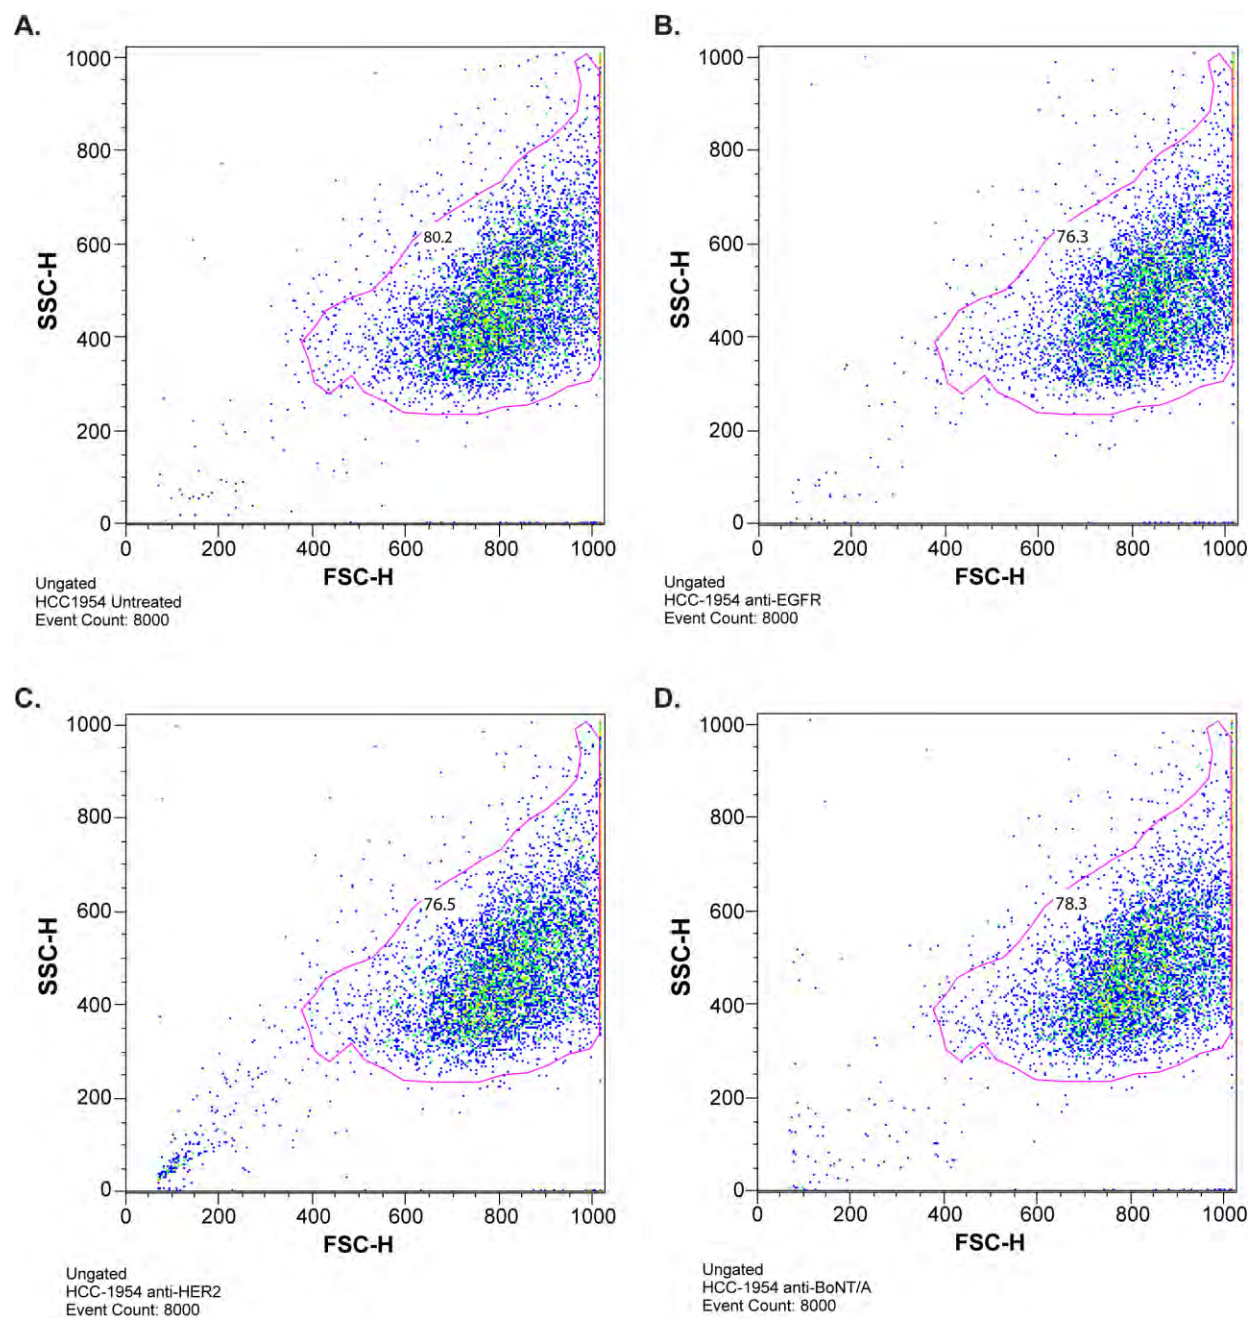 A.
1000
800
600
400
200
0
SSC-H
80.2
0 200 400 600 800 1000
FSC-H
Ungated
HCC1954 Untreated
Event Count: 8000
B.
1000
800
600
400
200
0
SSC-H
76.3
0 200 400 600 800 1000
FSC-H
Ungated
HCC-1954 anti-EGFR
Event Count: 8000
C.
1000
800
600
400
200
0
SSC-H
76.5
0 200 400 600 800 1000
FSC-H
Ungated
HCC-1954 anti-HER2
Event Count: 8000
D.
1000
800
600
400
200
0
SSC-H
78.3
0 200 400 600 800 1000
FSC-H
Ungated
HCC-1954 anti-BoNT/A
Event Count: 8000